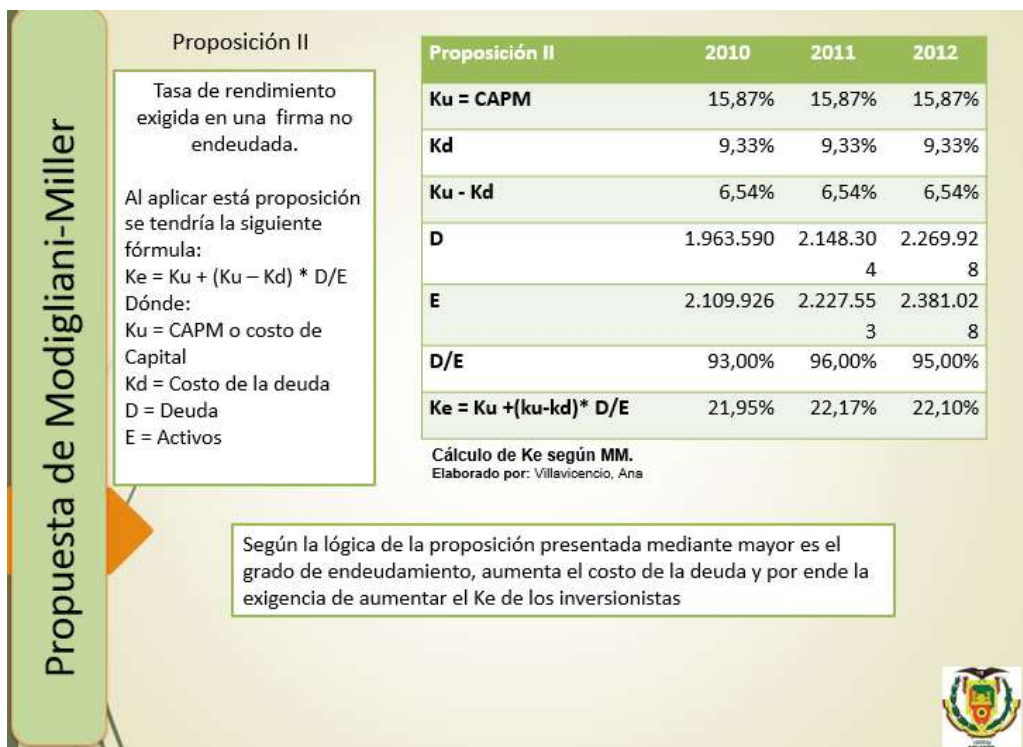 Propuesta de Modigliani-Miller
Proposición II
Tasa de rendimiento
exigida en una firma no
endeudada.
Al aplicar está proposición
se tendría la siguiente
fórmula:
Ke = Ku + (Ku – Kd) * D/E
Dónde:
Ku = CAPM o costo de
Capital
Kd = Costo de la deuda
D = Deuda
E = Activos
Proposición II 2010 2011 2012
Ku = CAPM 15,87% 15,87% 15,87%
Kd 9,33% 9,33% 9,33%
Ku - Kd 6,54% 6,54% 6,54%
D 1.963.590 2.148.30 2.269.92
4 8
E 2.109.926 2.227.55 2.381.02
3 8
D/E 93,00% 96,00% 95,00%
Ke = Ku +(ku-kd)* D/E 21,95% 22,17% 22,10%
Cálculo de Ke según MM.
Elaborado por: Villavicencio, Ana
Según la lógica de la proposición presentada mediante mayor es el
grado de endeudamiento, aumenta el costo de la deuda y por ende la
exigencia de aumentar el Ke de los inversionistas